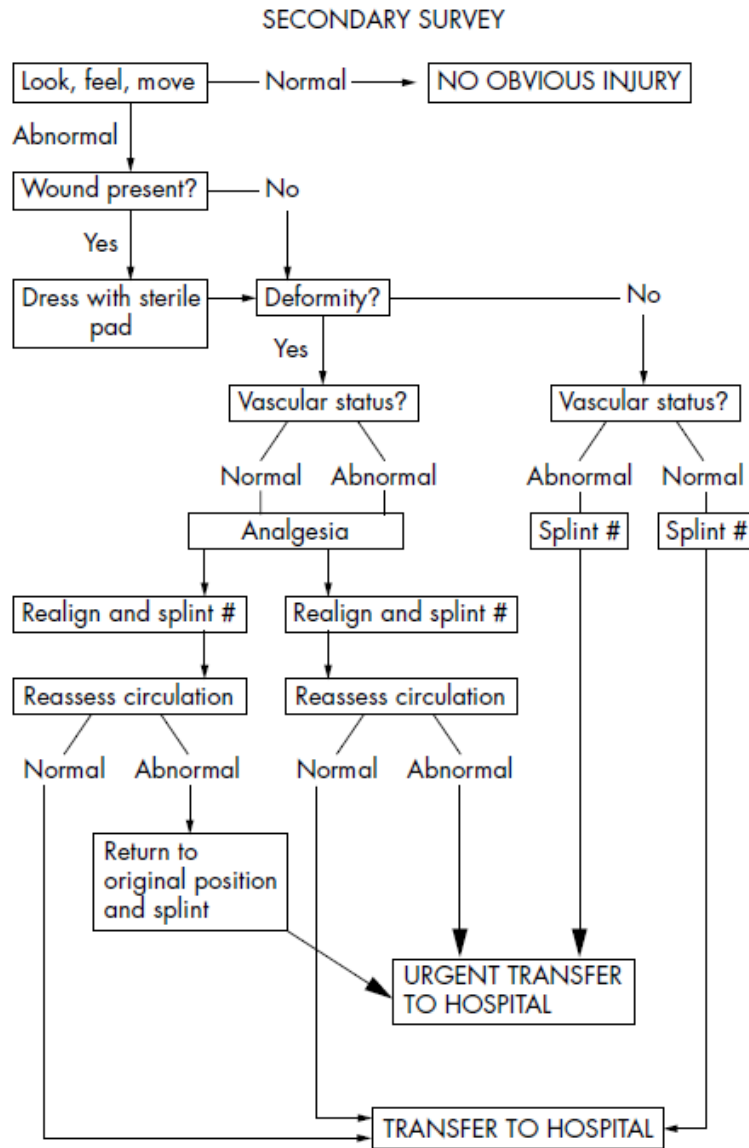 SECONDARY SURVEY
Look, feel, move
Normal
NO OBVIOUS INJURY
Abnormal
Wound present?
No
Yes
Dress with sterile
pad
Deformity?
No
Yes
Vascular status?
Vascular status?
Normal
Abnormal
Abnormal
Normal
Analgesia
Splint #
Splint #
Realign and splint #
Realign and splint #
Reassess circulation
Reassess circulation
Normal
Abnormal
Normal
Abnormal
Return to
original position
and splint
URGENT TRANSFER
TO HOSPITAL
TRANSFER TO HOSPITAL